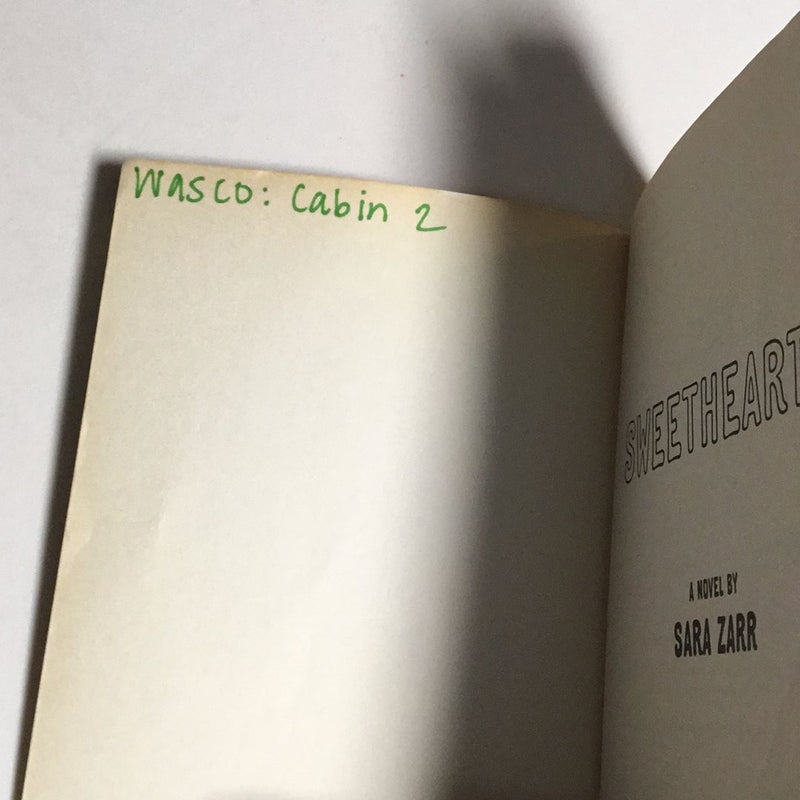 Wasco: Cabin 2
SWEETHEART
A NOVEL BY
SARA ZARR